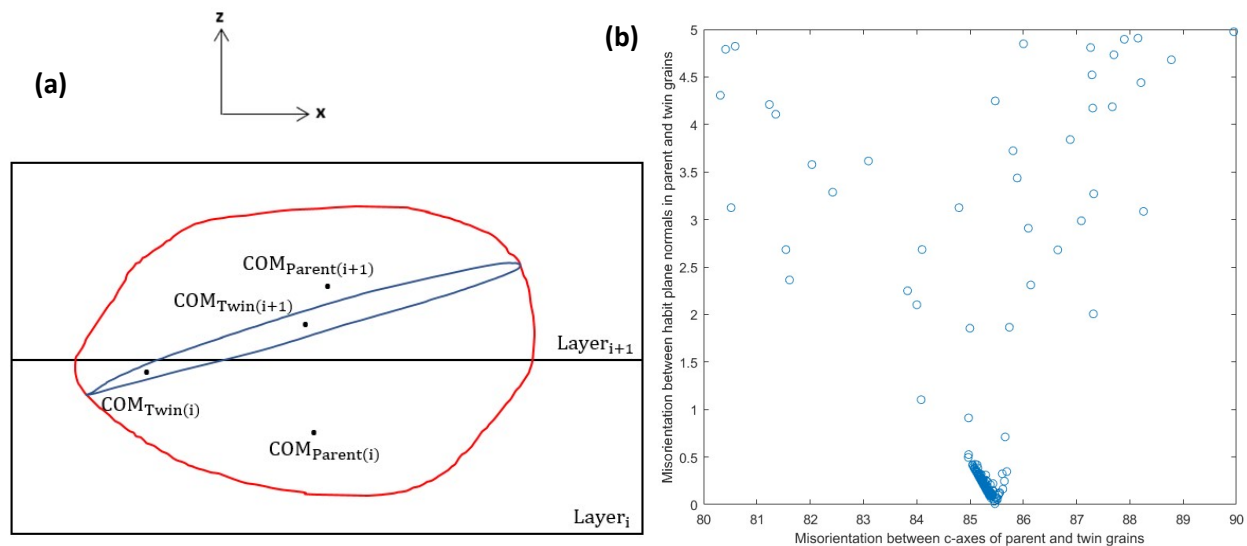 (a)
z
x
COM_Parent(i+1)
COM_Twin(i+1)
Layer_i+1
COM_Twin(i)
COM_Parent(i)
Layer_i
(b)
Misorientation between habit plane normals in parent and twin grains
5
4.5
4
3.5
3
2.5
2
1.5
1
0.5
0
80 81 82 83 84 85 86 87 88 89 90
Misorientation between c-axes of parent and twin grains